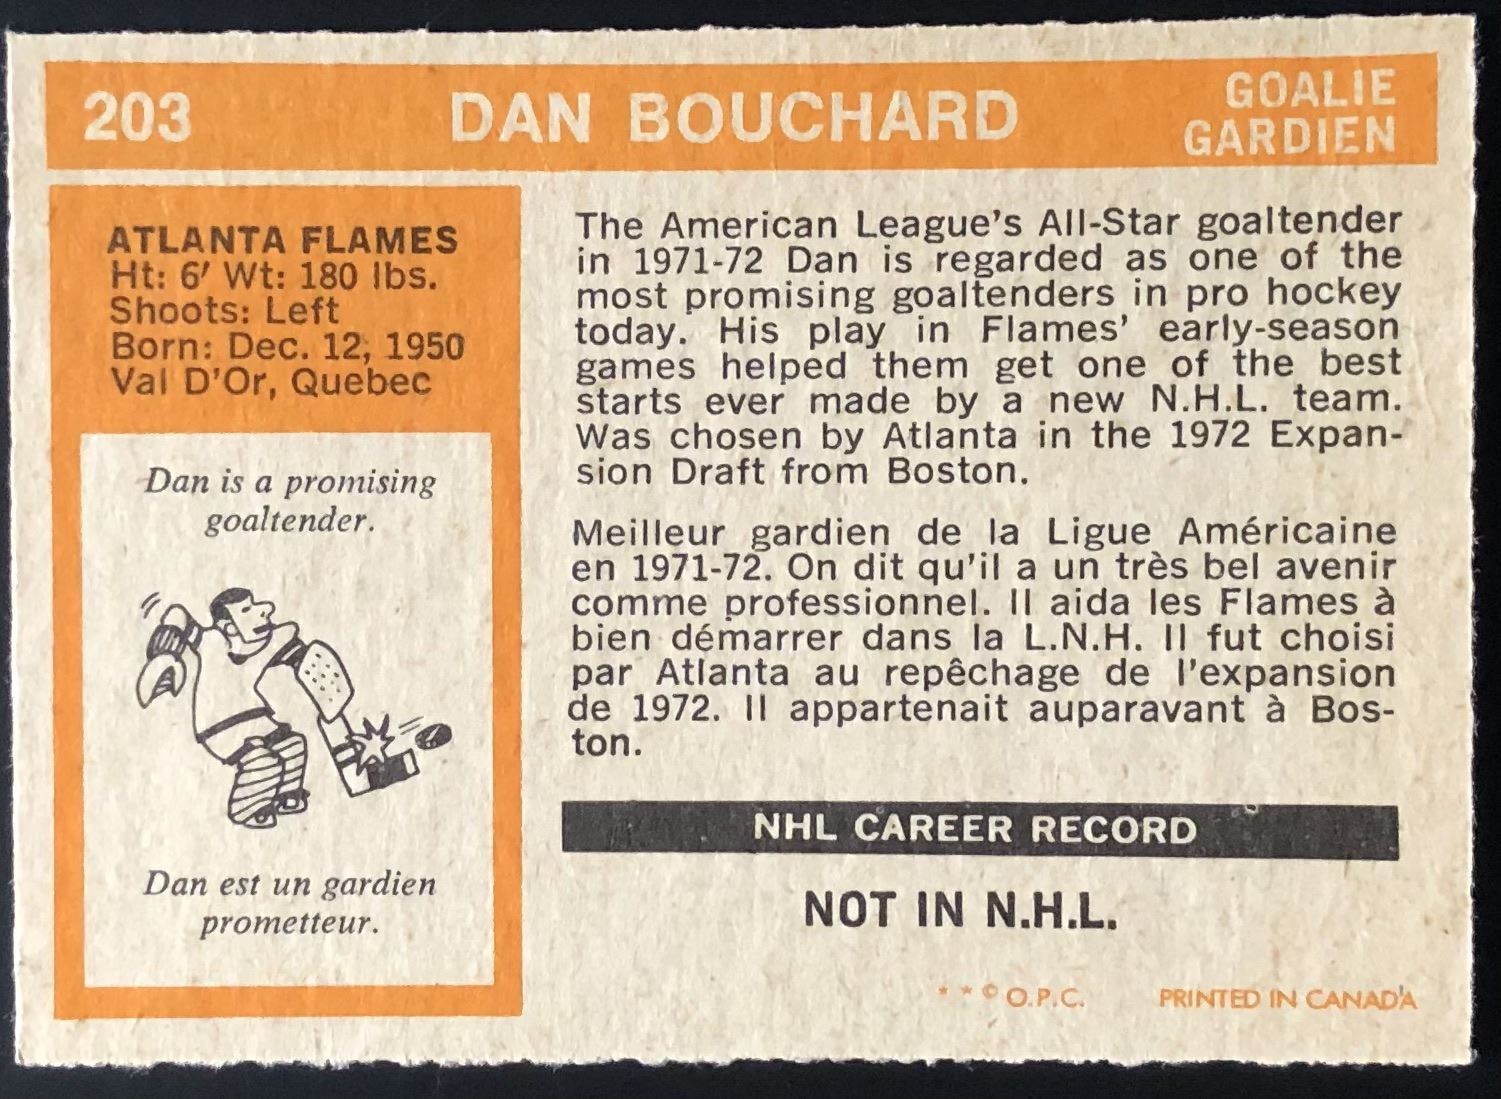 203
DAN BOUCHARD
GOALIE
GARDIEN
ATLANTA FLAMES
Ht: 6′ Wt: 180 lbs.
Shoots: Left
Born: Dec. 12, 1950
Val D'Or, Quebec
Dan is a promising
goaltender.
Dan est un gardien
prometteur.
The American League's All-Star goaltender
in 1971-72 Dan is regarded as one of the
most promising goaltenders in pro hockey
today. His play in Flames' early-season
games helped them get one of the best
starts ever made by a new N.H.L. team.
Was chosen by Atlanta in the 1972 Expan-
sion Draft from Boston.
Meilleur gardien de la Ligue Américaine
en 1971-72. On dit qu'il a un très bel avenir
comme professionnel. Il aida les Flames à
bien démarrer dans la L.N.H. Il fut choisi
par Atlanta au repêchage de l'expansion
de 1972. Il appartenait auparavant à Bos-
ton.
NHL CAREER RECORD
NOT IN N.H.L.
* * © O.P.C. PRINTED IN CANADA